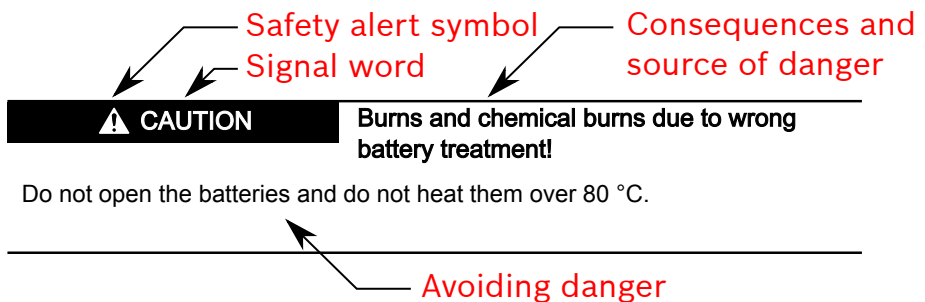 Safety alert symbol
Consequences and
Signal word
source of danger
⚠ CAUTION
Burns and chemical burns due to wrong
battery treatment!
Do not open the batteries and do not heat them over 80 °C.
Avoiding danger